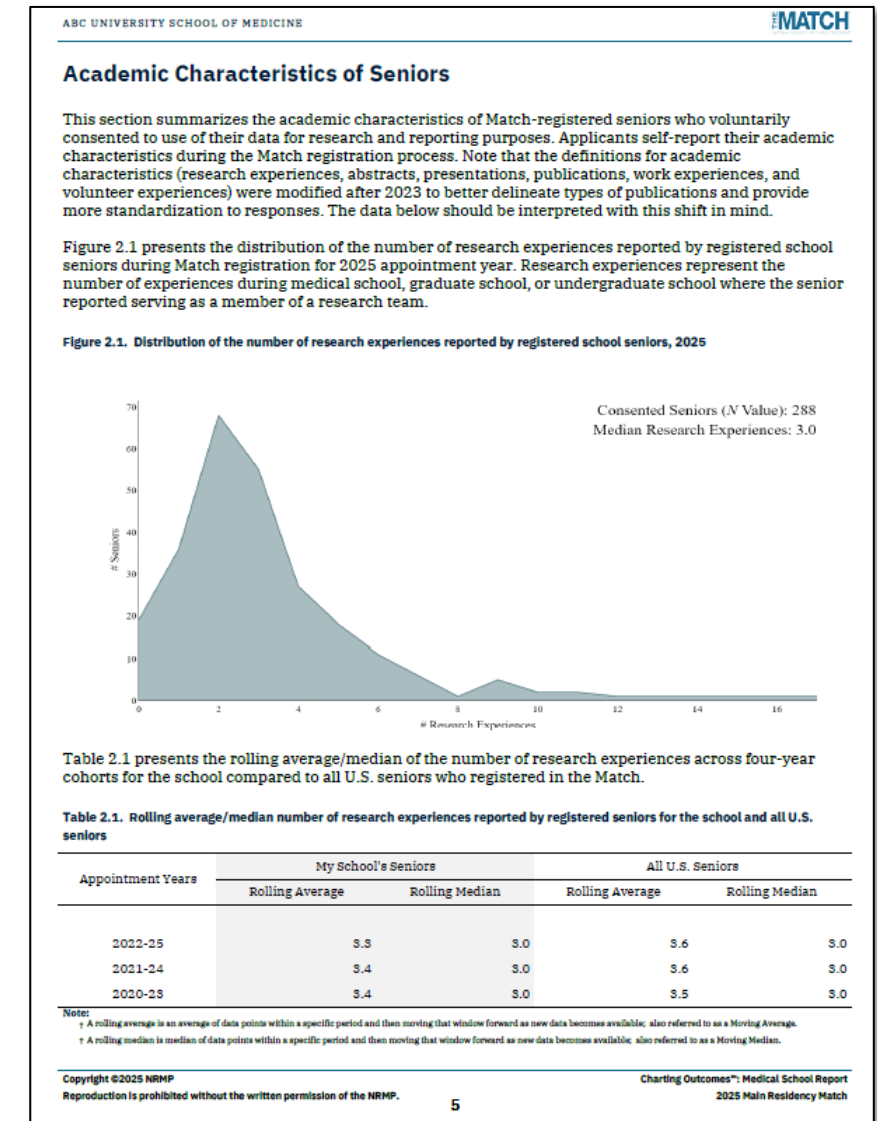 ABC UNIVERSITY SCHOOL OF MEDICINE
THE MATCH
Academic Characteristics of Seniors
This section summarizes the academic characteristics of Match-registered seniors who voluntarily
consented to use of their data for research and reporting purposes. Applicants self-report their academic
characteristics during the Match registration process. Note that the definitions for academic
characteristics (research experiences, abstracts, presentations, publications, work experiences, and
volunteer experiences) were modified after 2023 to better delineate types of publications and provide
more standardization to responses. The data below should be interpreted with this shift in mind.
Figure 2.1 presents the distribution of the number of research experiences reported by registered school
seniors during Match registration for 2025 appointment year. Research experiences represent the
number of experiences during medical school, graduate school, or undergraduate school where the senior
reported serving as a member of a research team.
Figure 2.1. Distribution of the number of research experiences reported by registered school seniors, 2025
Consented Seniors (N Value): 288
Median Research Experiences: 3.0
70
60
50
40
30
20
10
0
# Seniors
0 2 4 6 8 10 12 14 16
# Research Experiences
Table 2.1 presents the rolling average/median of the number of research experiences across four-year
cohorts for the school compared to all U.S. seniors who registered in the Match.
Table 2.1. Rolling average/median number of research experiences reported by registered seniors for the school and all U.S.
seniors
Appointment Years My School's Seniors All U.S. Seniors
Rolling Average Rolling Median Rolling Average Rolling Median
2022-25 3.3 3.0 3.6 3.0
2021-24 3.4 3.0 3.6 3.0
2020-23 3.4 3.0 3.5 3.0
Note:
† A rolling average is an average of data points within a specific period and then moving that window forward as new data becomes available; also referred to as a Moving Average.
† A rolling median is median of data points within a specific period and then moving that window forward as new data becomes available; also referred to as a Moving Median.
Copyright ©2025 NRMP Charting Outcomes™: Medical School Report
Reproduction is prohibited without the written permission of the NRMP. 2025 Main Residency Match
5